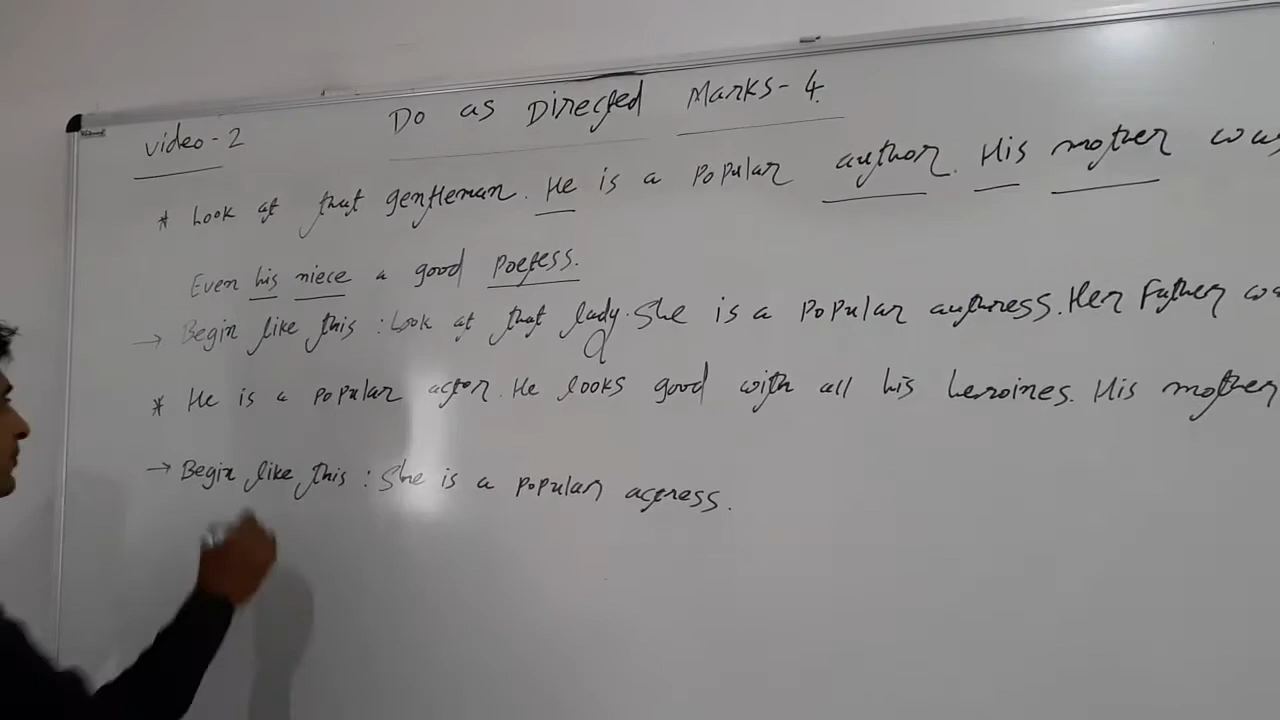 Do as Directed Marks-4.
video-2
* Look at that gentleman. He is a popular author. His mother was
Even his niece a good Poetess.
→ Begin like this : Look at that lady. She is a Popular authoress. Her Father
* He is a popular actor. He looks good with all his heroines. His mother
→ Begin like this : She is a popular actress.